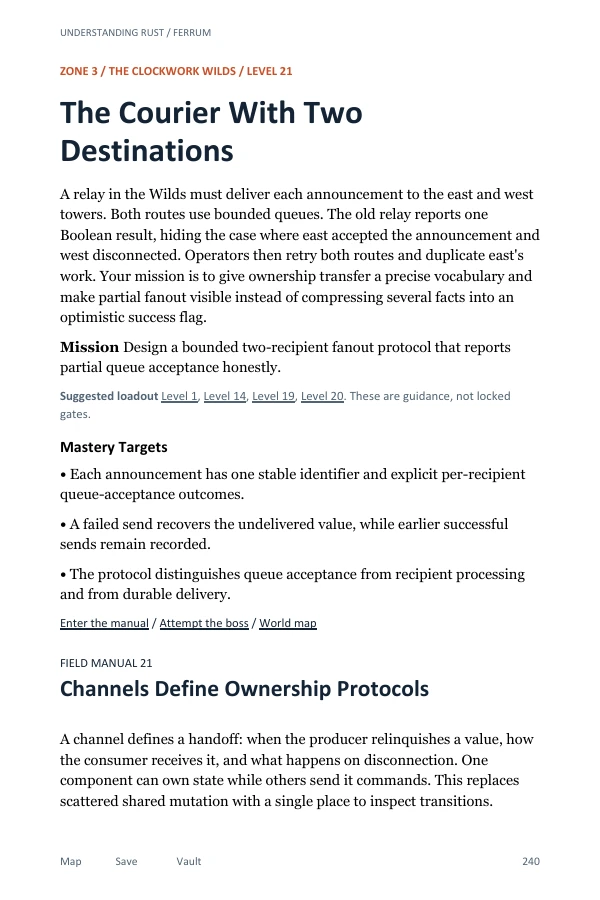 UNDERSTANDING RUST / FERRUM
ZONE 3 / THE CLOCKWORK WILDS / LEVEL 21
The Courier With Two
Destinations
A relay in the Wilds must deliver each announcement to the east and west
towers. Both routes use bounded queues. The old relay reports one
Boolean result, hiding the case where east accepted the announcement and
west disconnected. Operators then retry both routes and duplicate east's
work. Your mission is to give ownership transfer a precise vocabulary and
make partial fanout visible instead of compressing several facts into an
optimistic success flag.
Mission Design a bounded two-recipient fanout protocol that reports
partial queue acceptance honestly.
Suggested loadout Level 1, Level 14, Level 19, Level 20. These are guidance, not locked
gates.
Mastery Targets
• Each announcement has one stable identifier and explicit per-recipient
queue-acceptance outcomes.
• A failed send recovers the undelivered value, while earlier successful
sends remain recorded.
• The protocol distinguishes queue acceptance from recipient processing
and from durable delivery.
Enter the manual / Attempt the boss / World map
FIELD MANUAL 21
Channels Define Ownership Protocols
A channel defines a handoff: when the producer relinquishes a value, how
the consumer receives it, and what happens on disconnection. One
component can own state while others send it commands. This replaces
scattered shared mutation with a single place to inspect transitions.
Map Save Vault 240